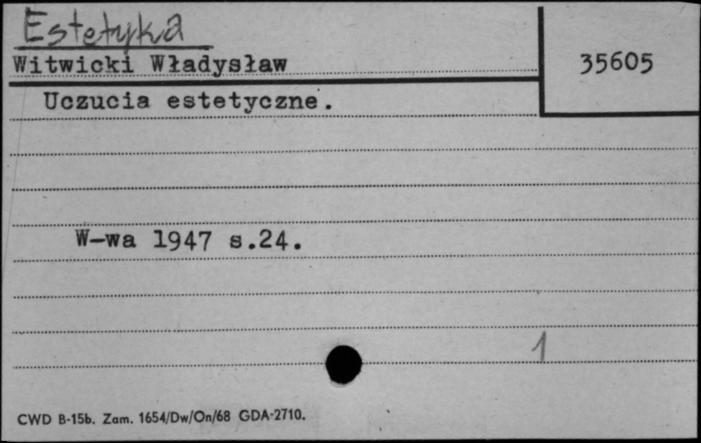 Estetyka
Witwicki Władysław
35605
Uczucia estetyczne.
W-wa 1947 s.24.
1
CWD B-15b. Zam. 1654/Dw/On/68 GDA-2710.